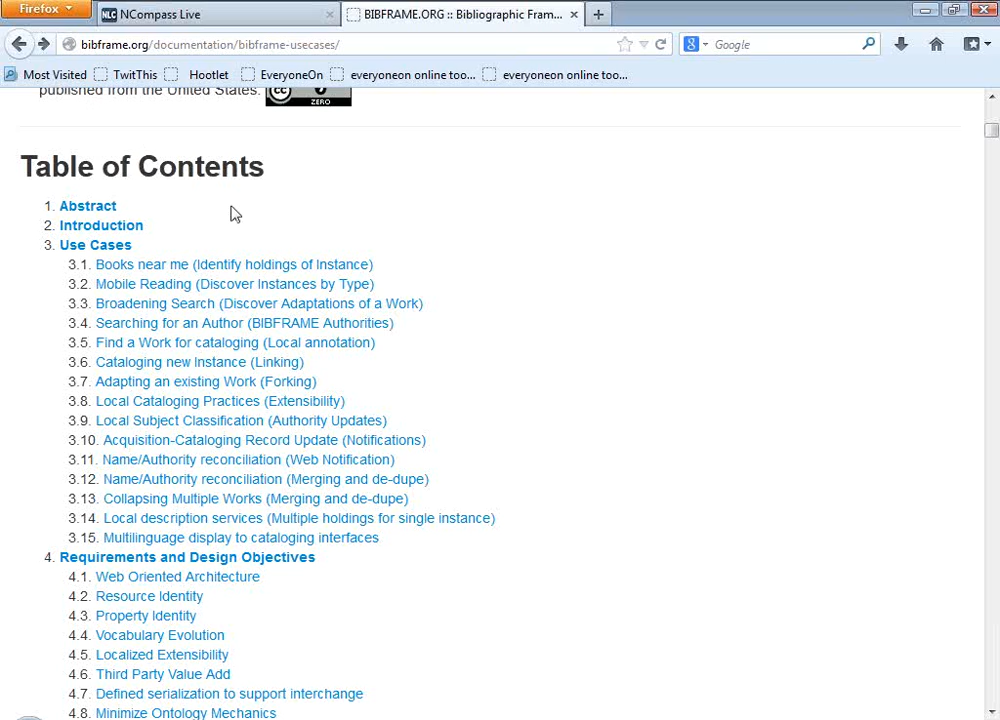 Firefox
NLC NCompass Live
BIBFRAME.ORG :: Bibliographic Fram...
bibframe.org/documentation/bibframe-usecases/
Google
Most Visited TwitThis Hootlet EveryoneOn everyoneon online too... everyoneon online too...
published from the United States.
ZERO
Table of Contents
1. Abstract
2. Introduction
3. Use Cases
3.1. Books near me (Identify holdings of Instance)
3.2. Mobile Reading (Discover Instances by Type)
3.3. Broadening Search (Discover Adaptations of a Work)
3.4. Searching for an Author (BIBFRAME Authorities)
3.5. Find a Work for cataloging (Local annotation)
3.6. Cataloging new Instance (Linking)
3.7. Adapting an existing Work (Forking)
3.8. Local Cataloging Practices (Extensibility)
3.9. Local Subject Classification (Authority Updates)
3.10. Acquisition-Cataloging Record Update (Notifications)
3.11. Name/Authority reconciliation (Web Notification)
3.12. Name/Authority reconciliation (Merging and de-dupe)
3.13. Collapsing Multiple Works (Merging and de-dupe)
3.14. Local description services (Multiple holdings for single instance)
3.15. Multilinguage display to cataloging interfaces
4. Requirements and Design Objectives
4.1. Web Oriented Architecture
4.2. Resource Identity
4.3. Property Identity
4.4. Vocabulary Evolution
4.5. Localized Extensibility
4.6. Third Party Value Add
4.7. Defined serialization to support interchange
4.8. Minimize Ontology Mechanics